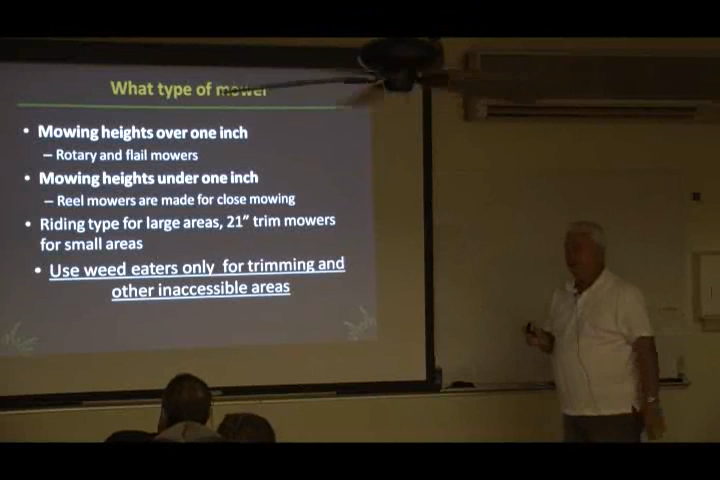 What type of mower
• Mowing heights over one inch
– Rotary and flail mowers
• Mowing heights under one inch
– Reel mowers are made for close mowing
• Riding type for large areas, 21” trim mowers
for small areas
• Use weed eaters only for trimming and
other inaccessible areas